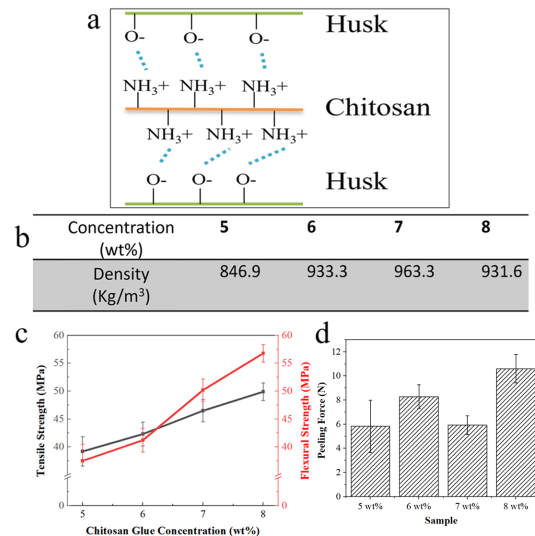 a
Husk
O- O- O-
NH3+ NH3+ NH3+
Chitosan
NH3+ NH3+ NH3+
O- O- O-
Husk
b
Concentration (wt%) 5 6 7 8
Density (Kg/m³) 846.9 933.3 963.3 931.6
c
60 60
55 55
50 50
45 45
40 40
0 0
5 6 7 8
Tensile Strength (MPa)
Flexural Strength (MPa)
Chitosan Glue Concentration (wt%)
d
12
10
8
6
4
2
0
Peeling Force (N)
5 wt% 6 wt% 7 wt% 8 wt%
Sample